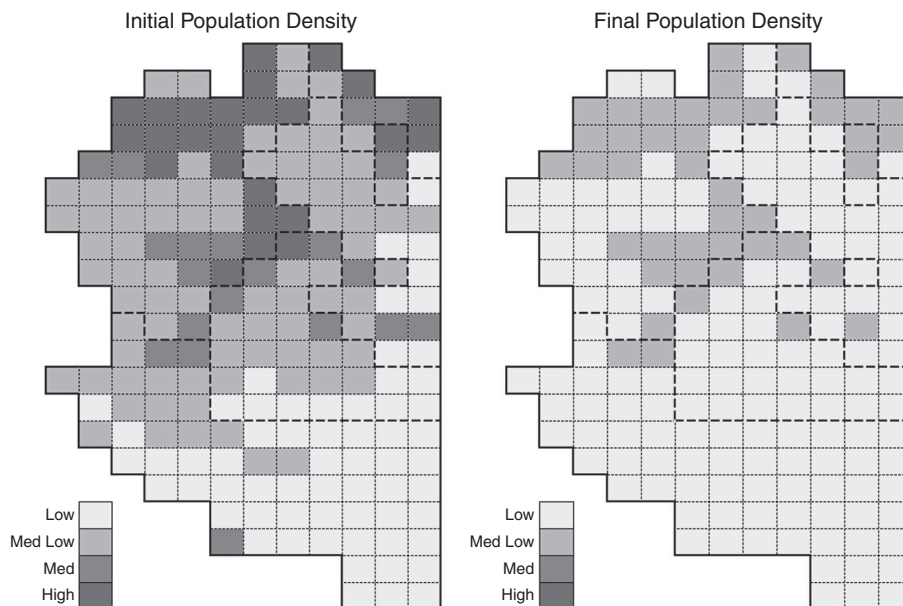 Initial Population Density
Final Population Density
Low
Med Low
Med
High
Low
Med Low
Med
High